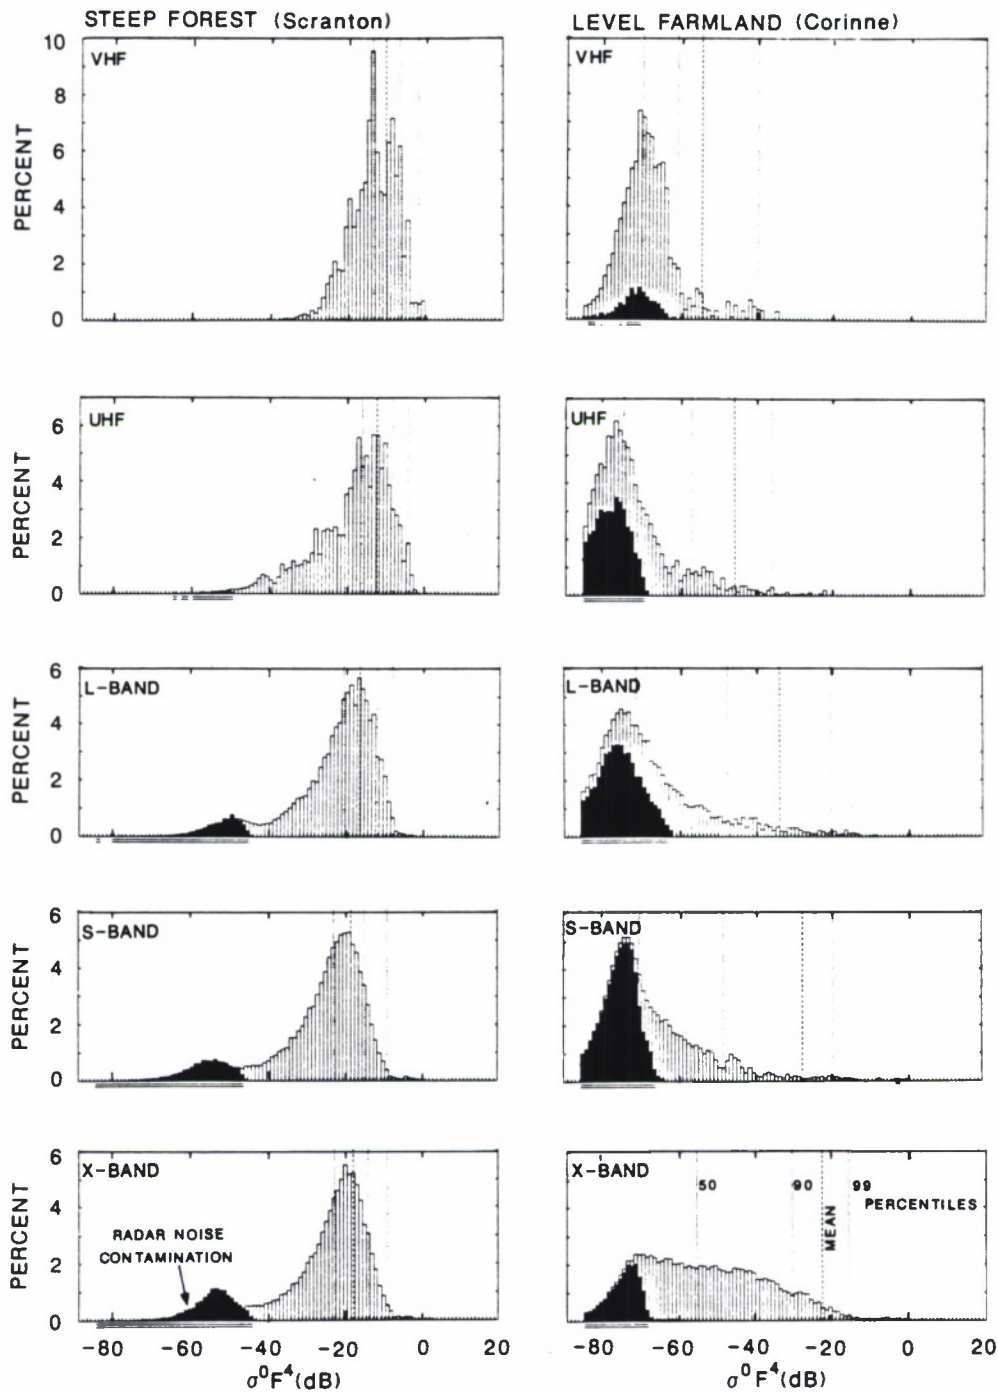 STEEP FOREST (Scranton)
LEVEL FARMLAND (Corinne)
VHF
10
8
6
4
2
0
PERCENT
VHF
UHF
6
4
2
0
PERCENT
UHF
L-BAND
6
4
2
0
PERCENT
L-BAND
S-BAND
6
4
2
0
PERCENT
S-BAND
X-BAND
6
4
2
0
PERCENT
RADAR NOISE
CONTAMINATION
X-BAND
50
90
99
PERCENTILES
MEAN
-80 -60 -40 -20 0 20
σ⁰F⁴(dB)
-80 -60 -40 -20 0 20
σ⁰F⁴(dB)